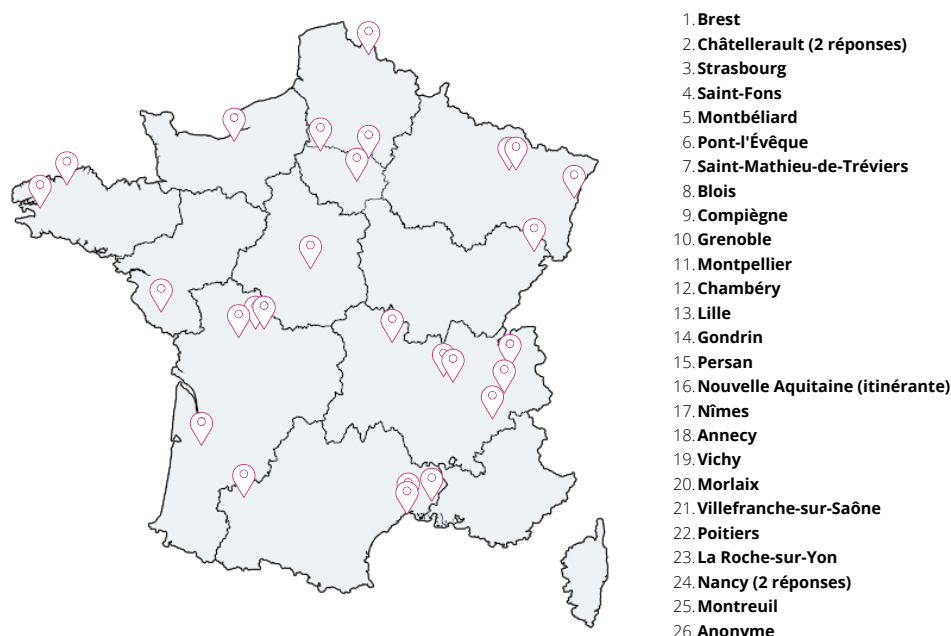 1. Brest
2. Châtellerault (2 réponses)
3. Strasbourg
4. Saint-Fons
5. Montbéliard
6. Pont-l'Évêque
7. Saint-Mathieu-de-Tréviers
8. Blois
9. Compiègne
10. Grenoble
11. Montpellier
12. Chambéry
13. Lille
14. Gondrin
15. Persan
16. Nouvelle Aquitaine (itinérante)
17. Nîmes
18. Annecy
19. Vichy
20. Morlaix
21. Villefranche-sur-Saône
22. Poitiers
23. La Roche-sur-Yon
24. Nancy (2 réponses)
25. Montreuil
26. Anonyme